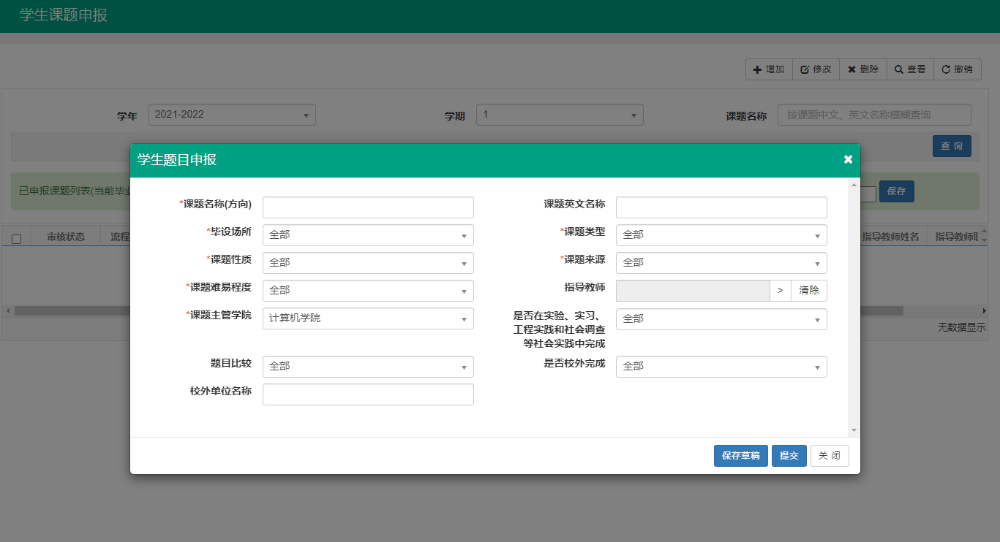 学生课题申报
增加 修改 删除 查看 撤销
学年 2021-2022 学期 1 课题名称 按课题中文、英文名称模糊查询
查 询
学生题目申报
已申报课题列表(当前毕业
保存
审核状态 流程
指导教师姓名 指导教师职
*课题名称(方向) 课题英文名称
*毕设场所 全部 *课题类型 全部
*课题性质 全部 *课题来源 全部
*课题难易程度 全部 指导教师 > 清除
*课题主管学院 计算机学院 是否在实验、实习、 全部
工程实践和社会调查
等社会实践中完成
题目比较 全部 是否校外完成 全部
校外单位名称
无数据显示
保存草稿 提交 关 闭